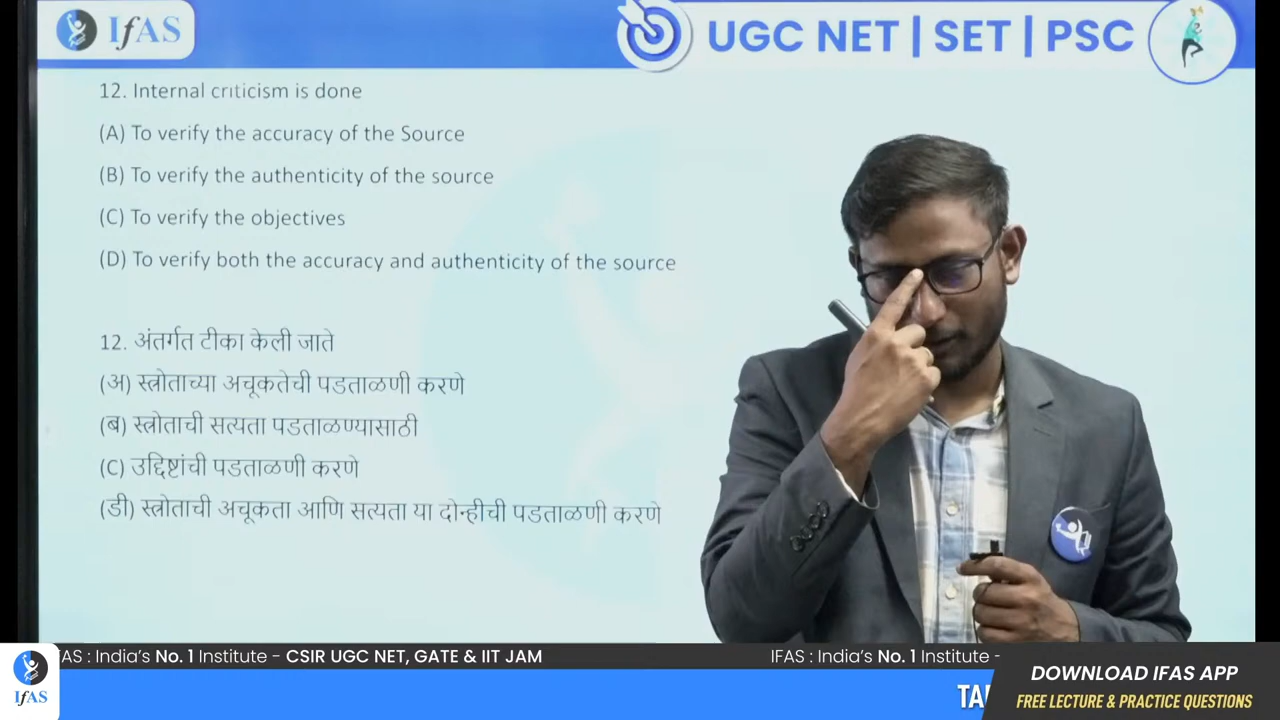 IfAS
UGC NET | SET | PSC
12. Internal criticism is done
(A) To verify the accuracy of the Source
(B) To verify the authenticity of the source
(C) To verify the objectives
(D) To verify both the accuracy and authenticity of the source
12. अंतर्गत टीका केली जाते
(अ) स्त्रोताच्या अचूकतेची पडताळणी करणे
(ब) स्त्रोताची सत्यता पडताळण्यासाठी
(C) उद्दिष्टांची पडताळणी करणे
(डी) स्त्रोताची अचूकता आणि सत्यता या दोन्हीची पडताळणी करणे
FAS : India's No. 1 Institute - CSIR UGC NET, GATE & IIT JAM
IFAS : India's No. 1 Institute -
DOWNLOAD IFAS APP
FREE LECTURE & PRACTICE QUESTIONS
IfAS